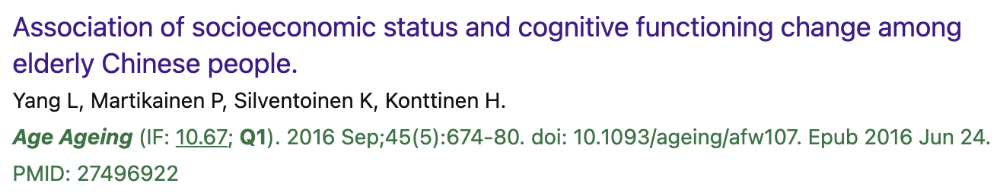 Association of socioeconomic status and cognitive functioning change among
elderly Chinese people.
Yang L, Martikainen P, Silventoinen K, Konttinen H.
Age Ageing (IF: 10.67; Q1). 2016 Sep;45(5):674-80. doi: 10.1093/ageing/afw107. Epub 2016 Jun 24.
PMID: 27496922